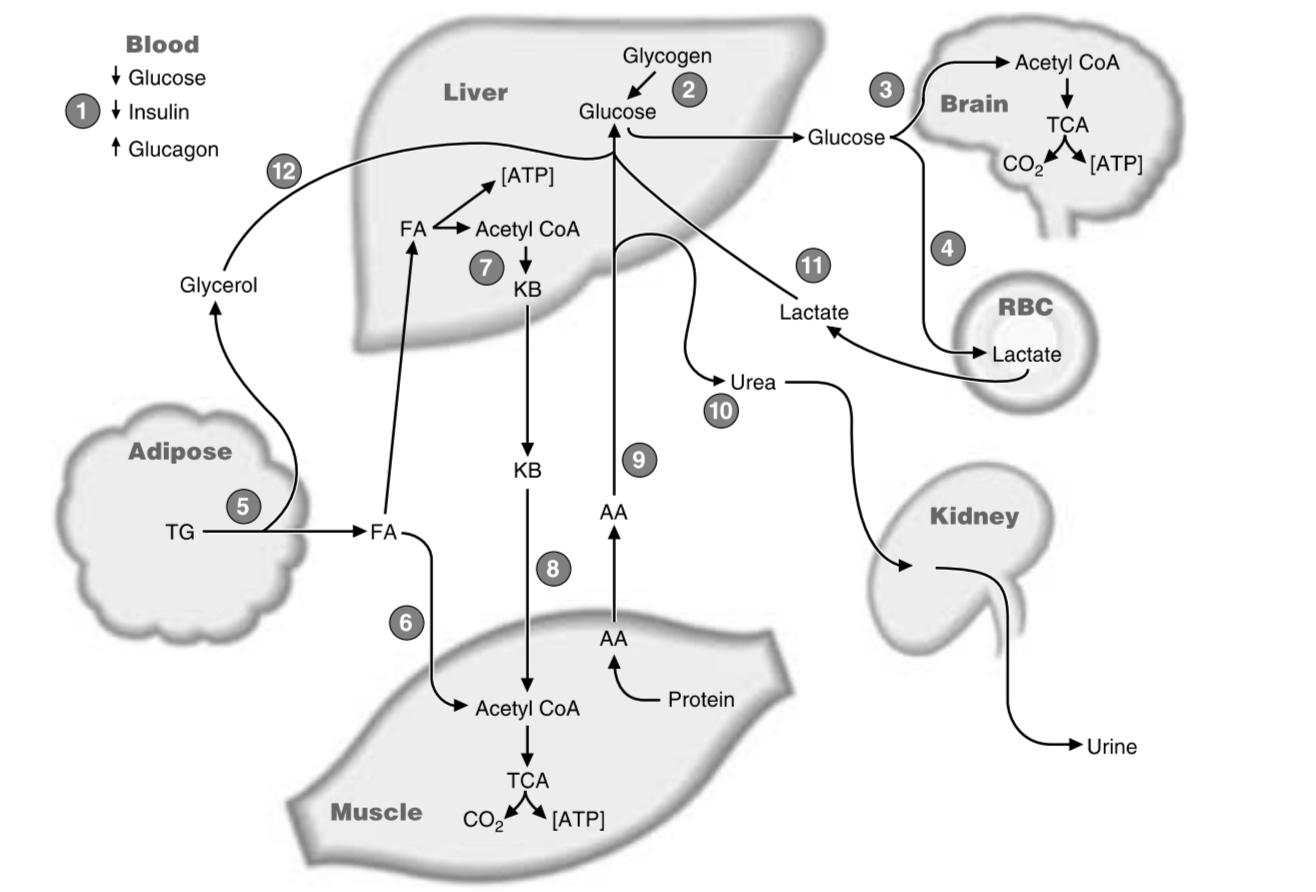 Blood
↓ Glucose
1 ↓ Insulin
↑ Glucagon
Liver
Glycogen
2
Glucose
Glucose
3
Brain
Acetyl CoA
TCA
CO2 [ATP]
12
[ATP]
FA Acetyl CoA
7
KB
4
11
Glycerol
Lactate
RBC
Lactate
Urea
10
Adipose
5
TG
FA
KB
9
AA
Kidney
8
6
AA
Protein
Acetyl CoA
TCA
Muscle
CO2 [ATP]
Urine